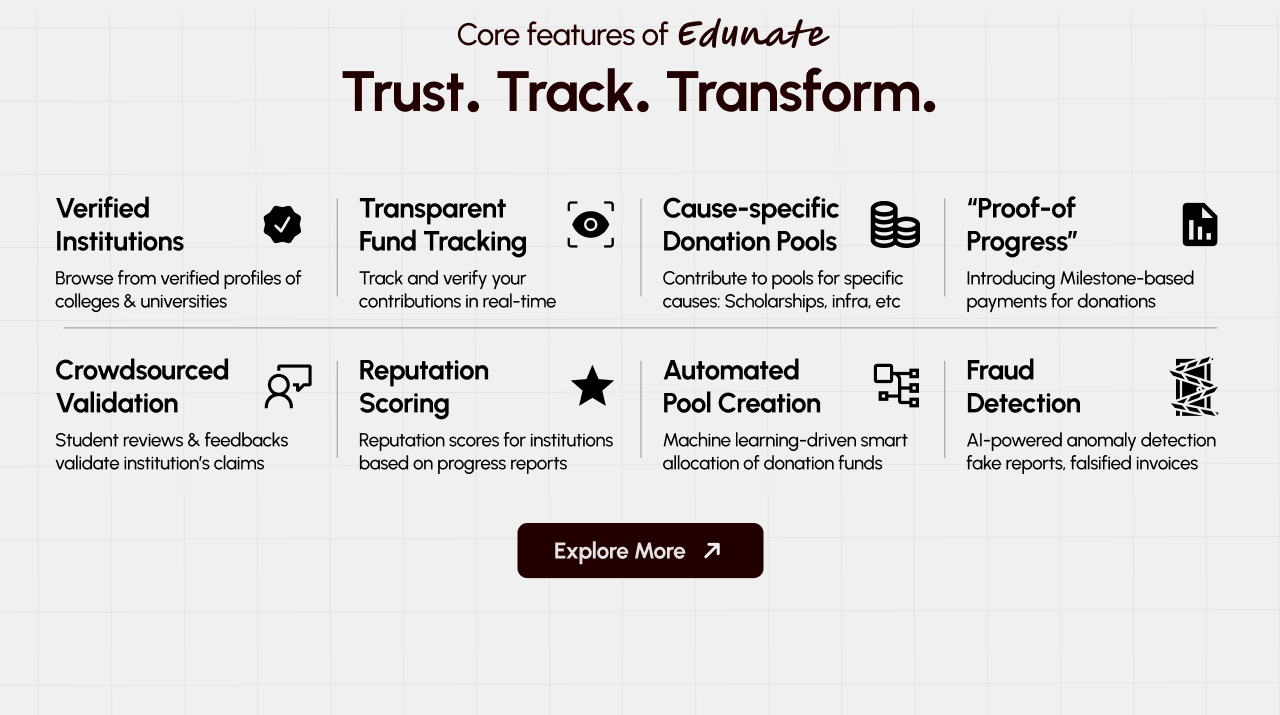 Core features of Edunate
Trust. Track. Transform.
Verified
Institutions
Browse from verified profiles of
colleges & universities
Transparent
Fund Tracking
Track and verify your
contributions in real-time
Cause-specific
Donation Pools
Contribute to pools for specific
causes: Scholarships, infra, etc
“Proof-of
Progress”
Introducing Milestone-based
payments for donations
Crowdsourced
Validation
Student reviews & feedbacks
validate institution’s claims
Reputation
Scoring
Reputation scores for institutions
based on progress reports
Automated
Pool Creation
Machine learning-driven smart
allocation of donation funds
Fraud
Detection
AI-powered anomaly detection
fake reports, falsified invoices
Explore More